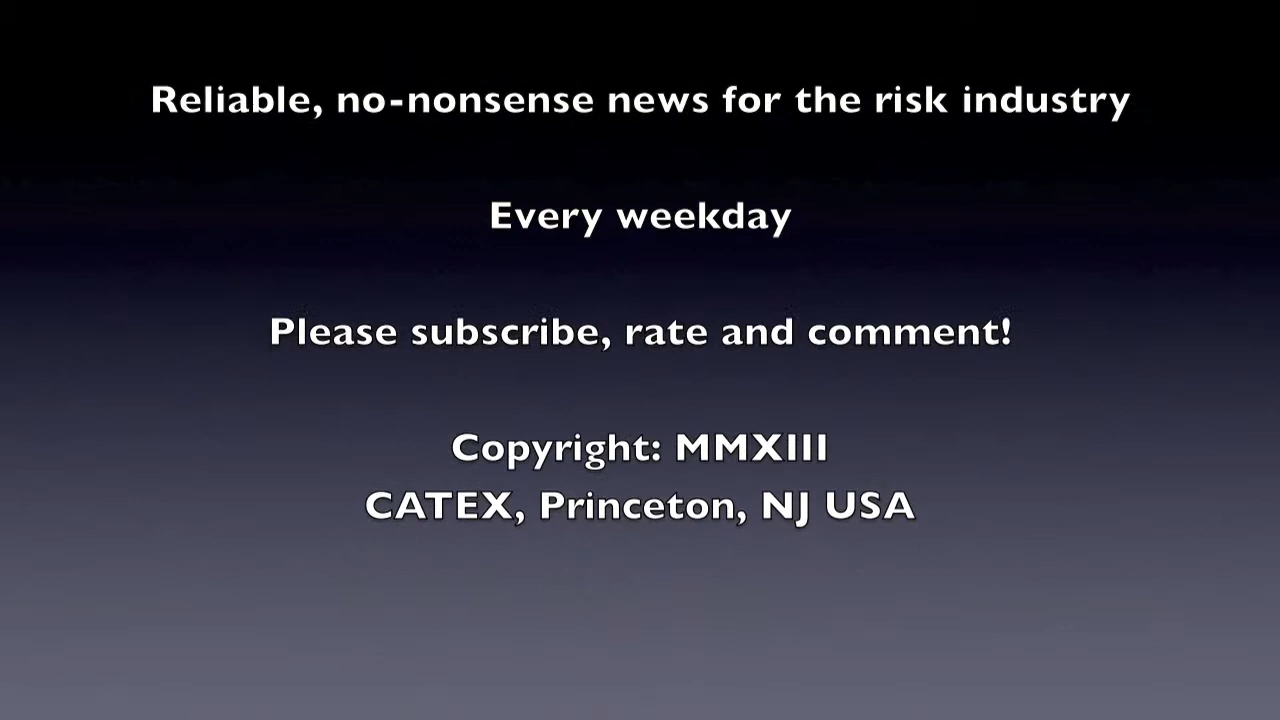 Reliable, no-nonsense news for the risk industry
Every weekday
Please subscribe, rate and comment!
Copyright: MMXIII
CATEX, Princeton, NJ USA